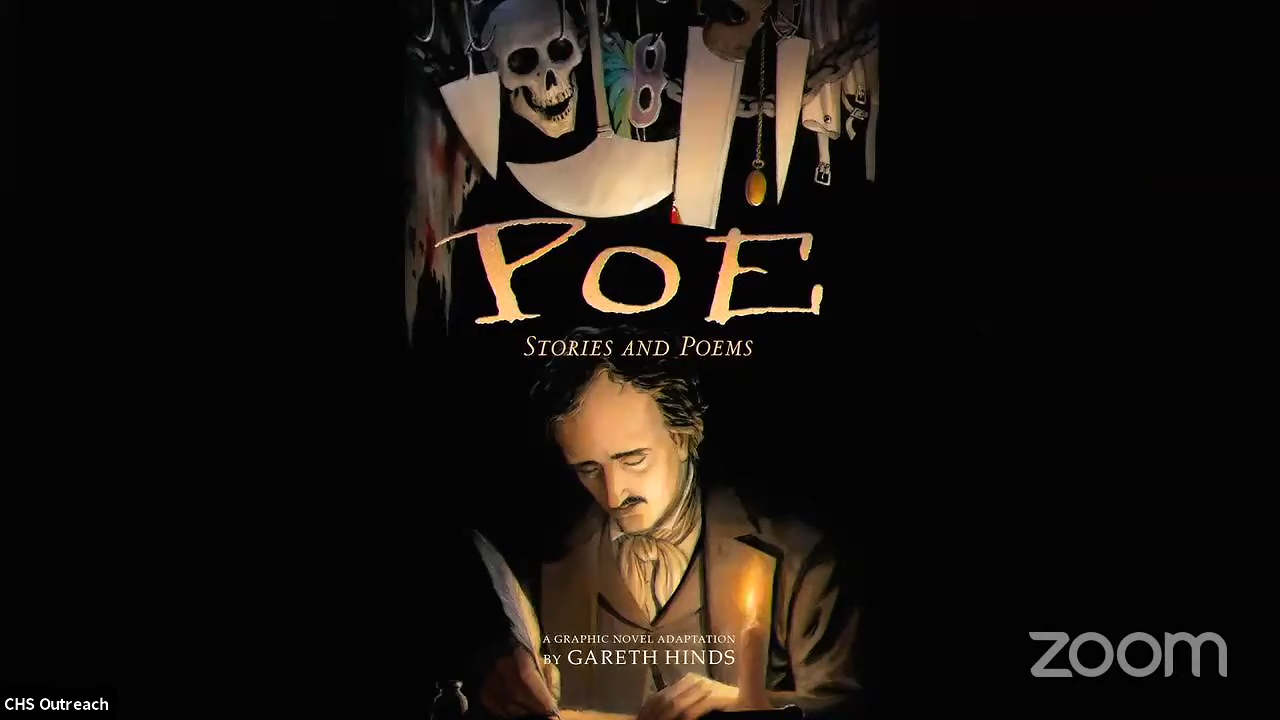 POE
STORIES AND POEMS
A GRAPHIC NOVEL ADAPTATION
BY GARETH HINDS
zoom
CHS Outreach